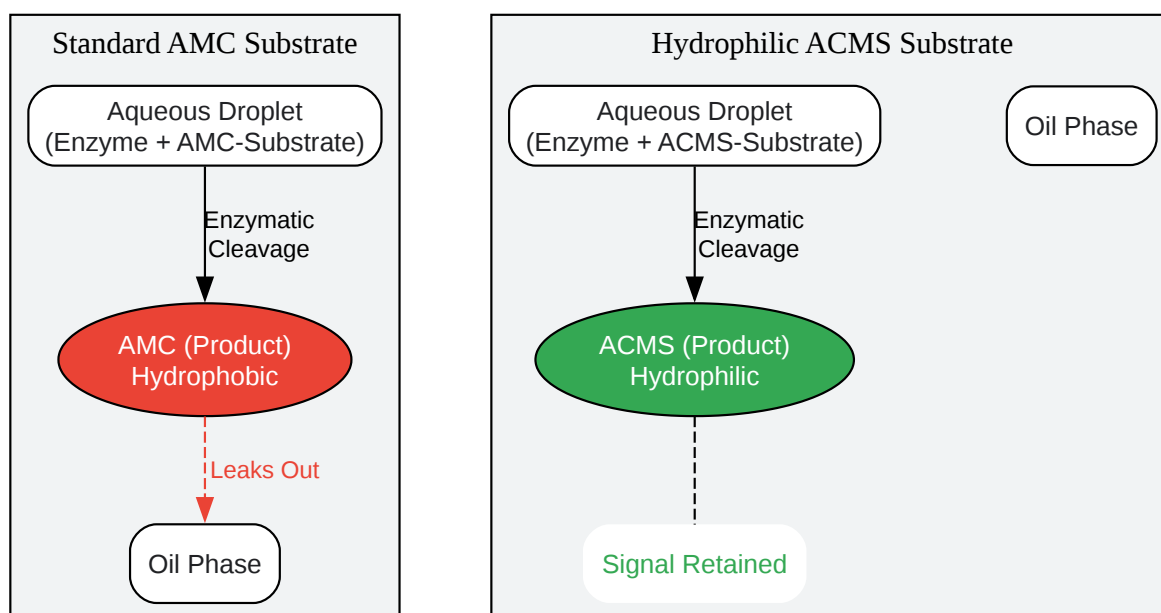 Standard AMC Substrate
Aqueous Droplet
(Enzyme + AMC-Substrate)
Enzymatic
Cleavage
AMC (Product)
Hydrophobic
Leaks Out
Oil Phase
Hydrophilic ACMS Substrate
Aqueous Droplet
(Enzyme + ACMS-Substrate)
Oil Phase
Enzymatic
Cleavage
ACMS (Product)
Hydrophilic
Signal Retained